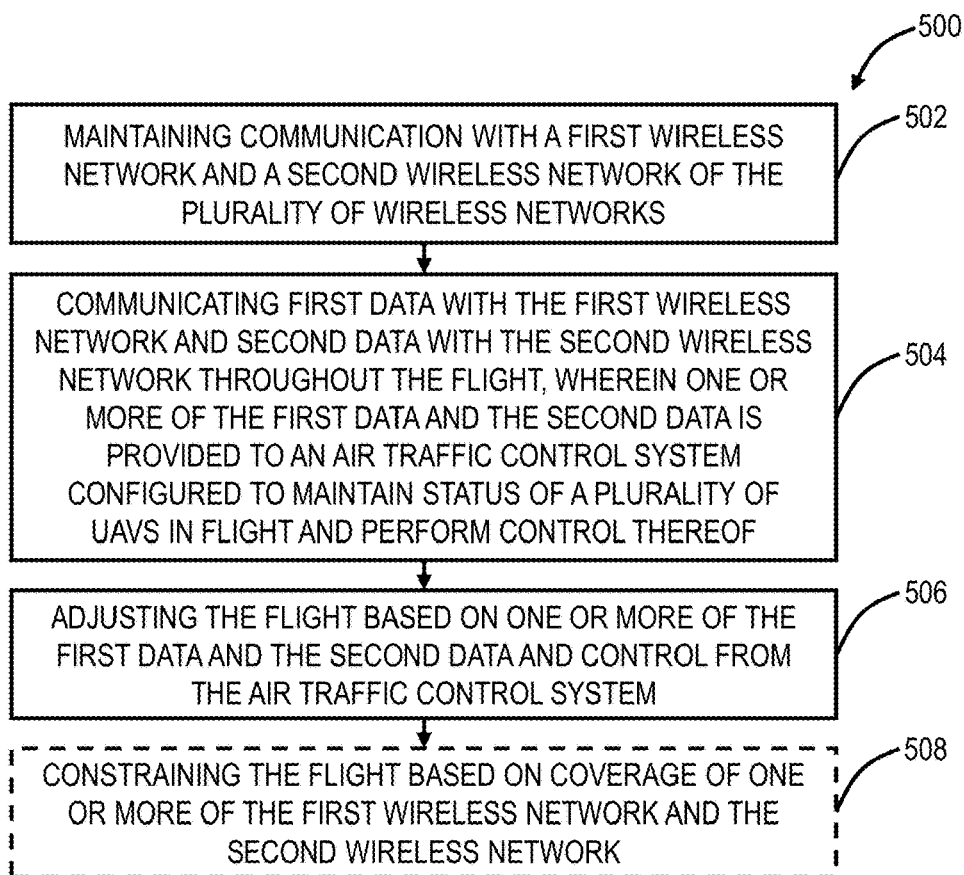 500
502
MAINTAINING COMMUNICATION WITH A FIRST WIRELESS
NETWORK AND A SECOND WIRELESS NETWORK OF THE
PLURALITY OF WIRELESS NETWORKS
COMMUNICATING FIRST DATA WITH THE FIRST WIRELESS
NETWORK AND SECOND DATA WITH THE SECOND WIRELESS
NETWORK THROUGHOUT THE FLIGHT, WHEREIN ONE OR
MORE OF THE FIRST DATA AND THE SECOND DATA IS
PROVIDED TO AN AIR TRAFFIC CONTROL SYSTEM
CONFIGURED TO MAINTAIN STATUS OF A PLURALITY OF
UAVS IN FLIGHT AND PERFORM CONTROL THEREOF
504
ADJUSTING THE FLIGHT BASED ON ONE OR MORE OF THE
FIRST DATA AND THE SECOND DATA AND CONTROL FROM
THE AIR TRAFFIC CONTROL SYSTEM
506
CONSTRAINING THE FLIGHT BASED ON COVERAGE OF ONE
OR MORE OF THE FIRST WIRELESS NETWORK AND THE
SECOND WIRELESS NETWORK
508